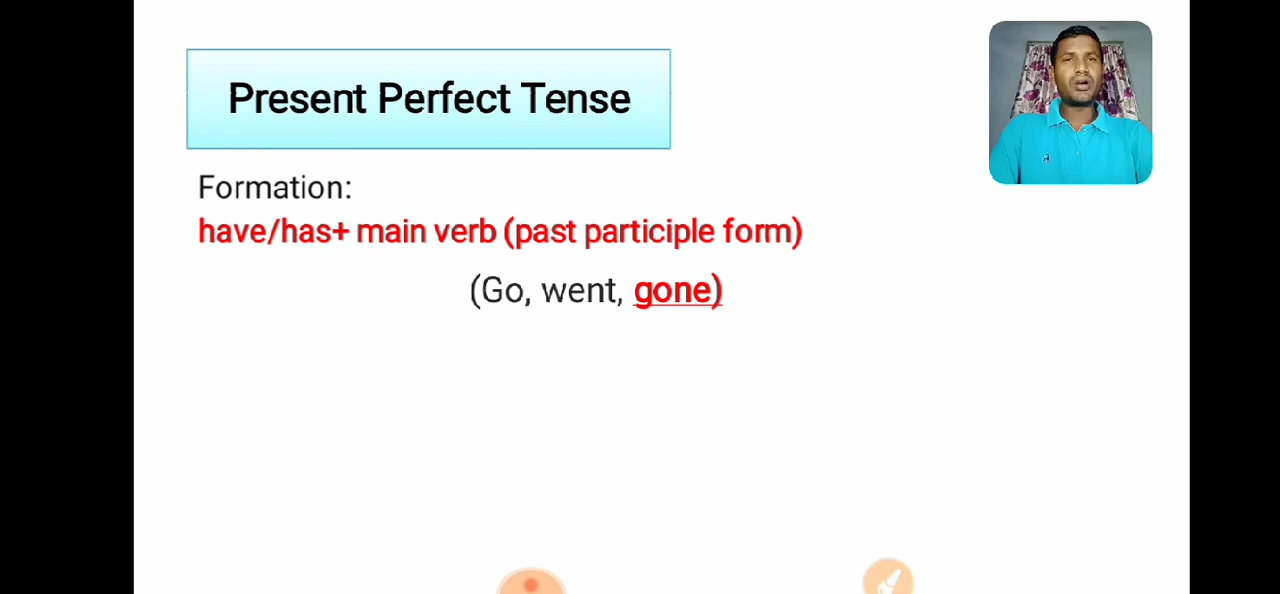 Present Perfect Tense
Formation:
have/has+ main verb (past participle form)
(Go, went, gone)